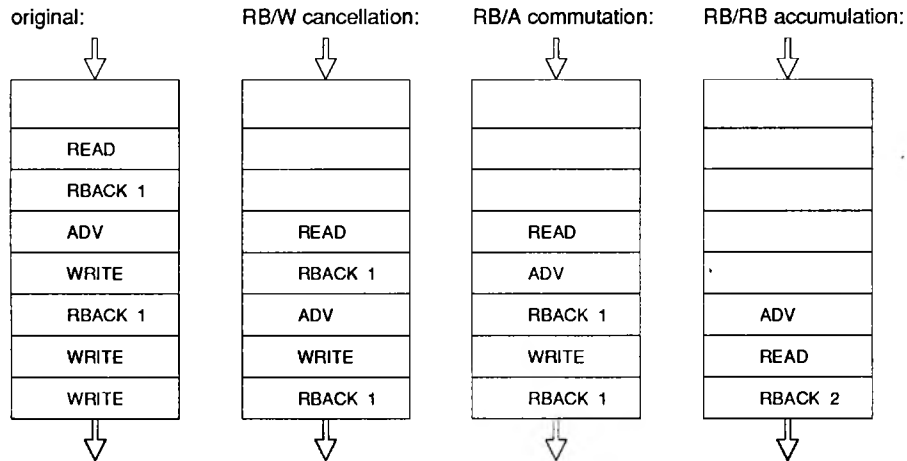 original:
READ
RBACK 1
ADV
WRITE
RBACK 1
WRITE
WRITE
RB/W cancellation:
READ
RBACK 1
ADV
WRITE
RBACK 1
RB/A commutation:
READ
ADV
RBACK 1
WRITE
RBACK 1
RB/RB accumulation:
ADV
READ
RBACK 2